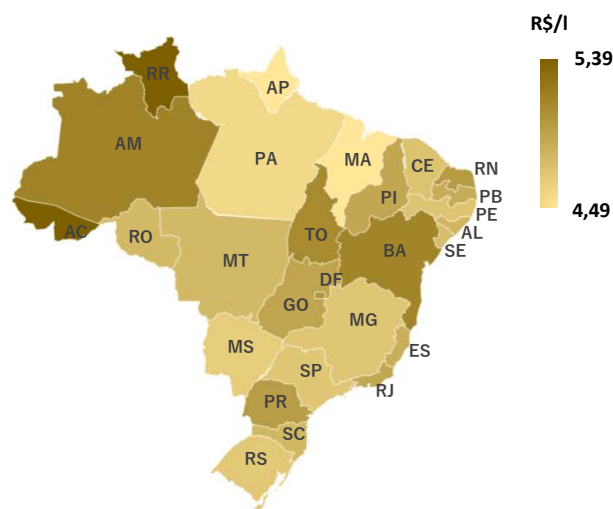 R$/l
5,39
4,49
RR
AP
AM
PA
MA
CE
RN
PI
PB
PE
AC
RO
TO
AL
SE
MT
BA
DF
GO
MG
MS
ES
SP
RJ
PR
SC
RS